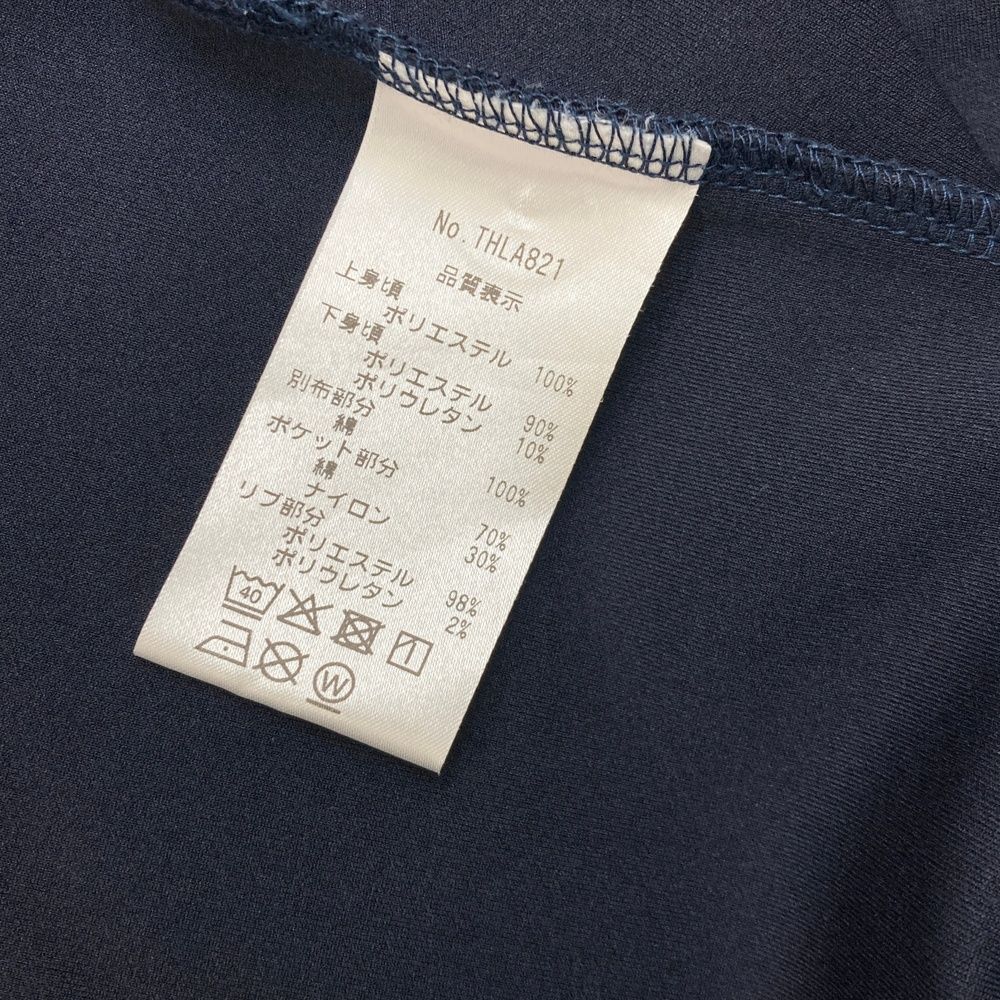 No.THLA821
品質表示
上身頃
ポリエステル 100%
下身頃
ポリエステル 90%
ポリウレタン 10%
別布部分
綿 100%
ポケット部分
綿 70%
ナイロン 30%
リブ部分
ポリエステル 98%
ポリウレタン 2%
40
W